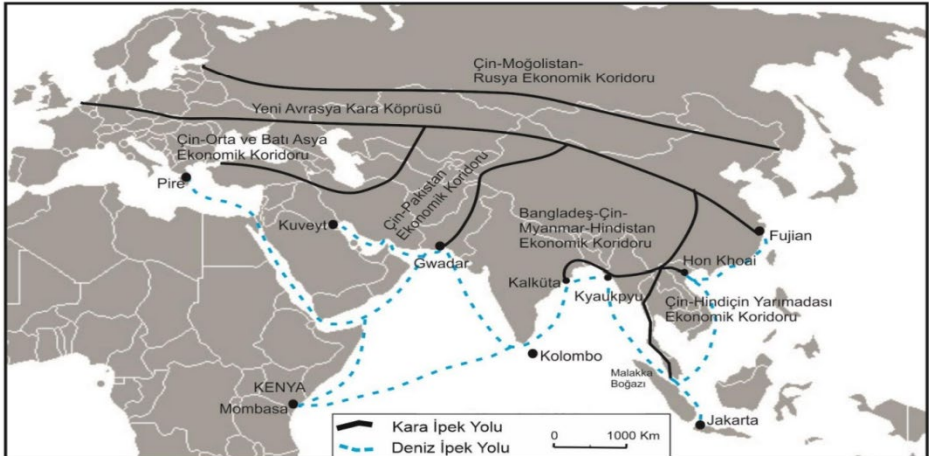 Çin-Moğolistan-
Rusya Ekonomik Koridoru
Yeni Avrasya Kara Köprüsü
Çin-Orta ve Batı Asya
Ekonomik Koridoru
Pire
Kuveyt
Çin-Pakistan
Ekonomik Koridoru
Gwadar
Bangladeş-Çin-
Myanmar-Hindistan
Ekonomik Koridoru
Fujian
Hon Khoai
Kalküta
Kyaukpyu
Çin-Hindiçin Yarımadası
Ekonomik Koridoru
Kolombo
Malakka
Boğazı
KENYA
Mombasa
Jakarta
Kara İpek Yolu
Deniz İpek Yolu
0 1000 Km